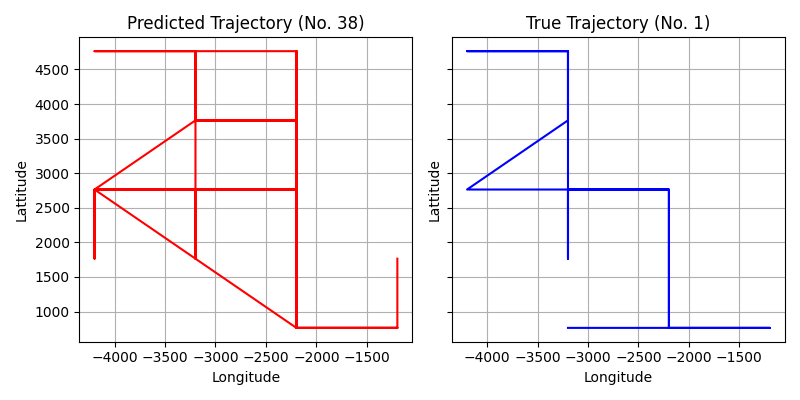 Predicted Trajectory (No. 38)
True Trajectory (No. 1)
4500
4000
3500
3000
2500
2000
1500
1000
Lattitude
Lattitude
−4000 −3500 −3000 −2500 −2000 −1500
−4000 −3500 −3000 −2500 −2000 −1500
Longitude
Longitude